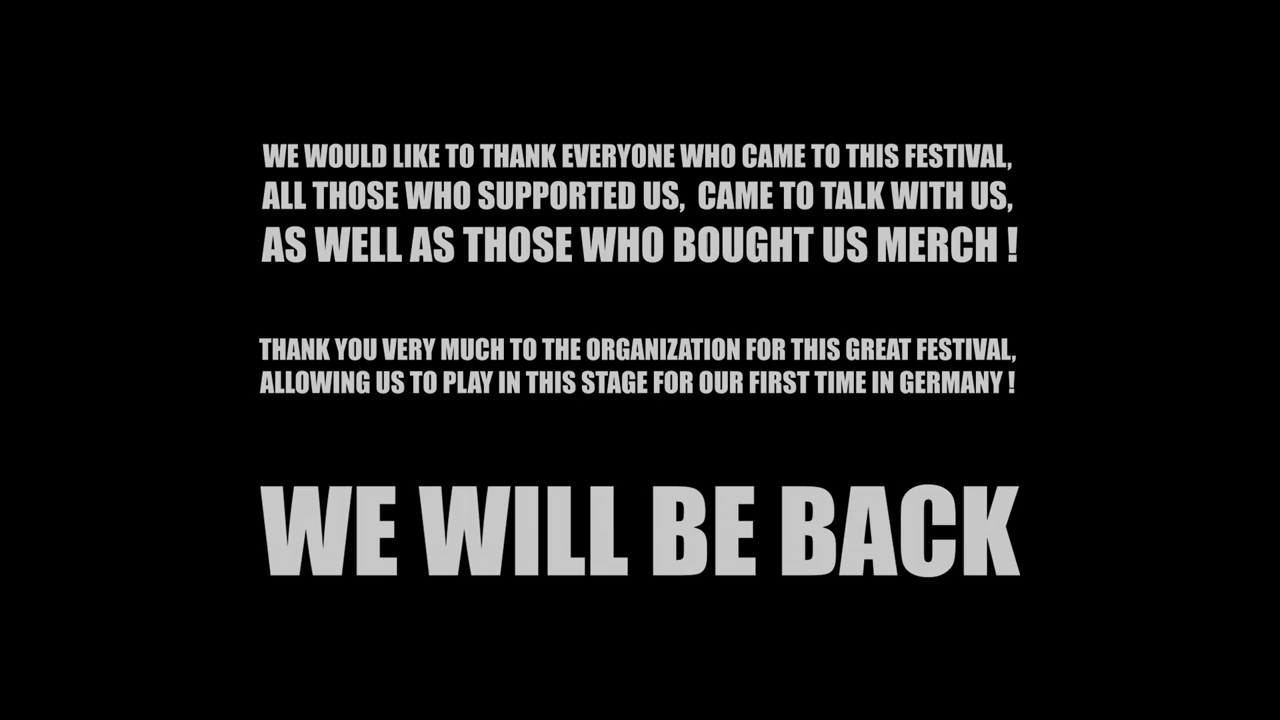 WE WOULD LIKE TO THANK EVERYONE WHO CAME TO THIS FESTIVAL,
ALL THOSE WHO SUPPORTED US, CAME TO TALK WITH US,
AS WELL AS THOSE WHO BOUGHT US MERCH !
THANK YOU VERY MUCH TO THE ORGANIZATION FOR THIS GREAT FESTIVAL,
ALLOWING US TO PLAY IN THIS STAGE FOR OUR FIRST TIME IN GERMANY !
WE WILL BE BACK